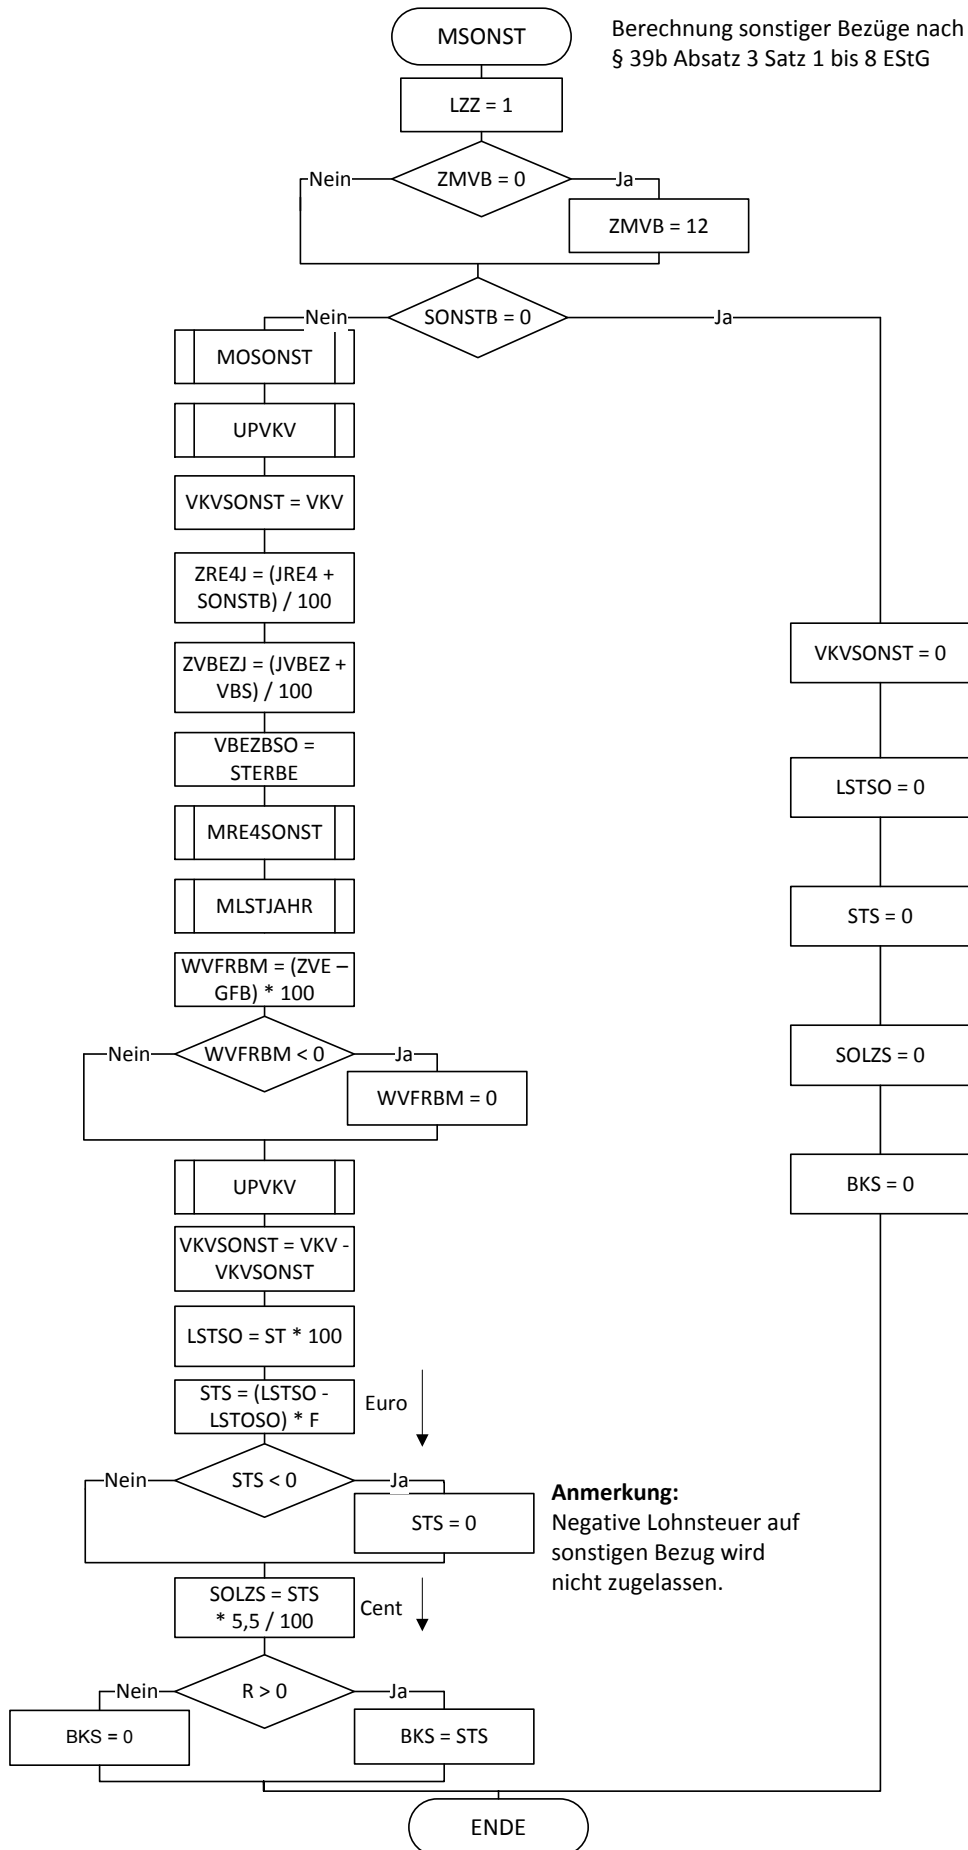 MSONST
Berechnung sonstiger Bezüge nach
§ 39b Absatz 3 Satz 1 bis 8 EStG
LZZ = 1
Nein
ZMVB = 0
Ja
ZMVB = 12
Nein
SONSTB = 0
Ja
MOSONST
UPVKV
VKVSONST = VKV
ZRE4J = (JRE4 +
SONSTB) / 100
ZVBEZJ = (JVBEZ +
VBS) / 100
VKVSONST = 0
VBEZBSO =
STERBE
LSTSO = 0
MRE4SONST
MLSTJAHR
STS = 0
WVFRBM = (ZVE –
GFB) * 100
Nein
WVFRBM < 0
Ja
SOLZS = 0
WVFRBM = 0
UPVKV
BKS = 0
VKVSONST = VKV -
VKVSONST
LSTSO = ST * 100
STS = (LSTSO -
LSTOSO) * F
Euro
Nein
STS < 0
Ja
STS = 0
Anmerkung:
Negative Lohnsteuer auf
sonstigen Bezug wird
nicht zugelassen.
SOLZS = STS
* 5,5 / 100
Cent
Nein
R > 0
Ja
BKS = 0
BKS = STS
ENDE